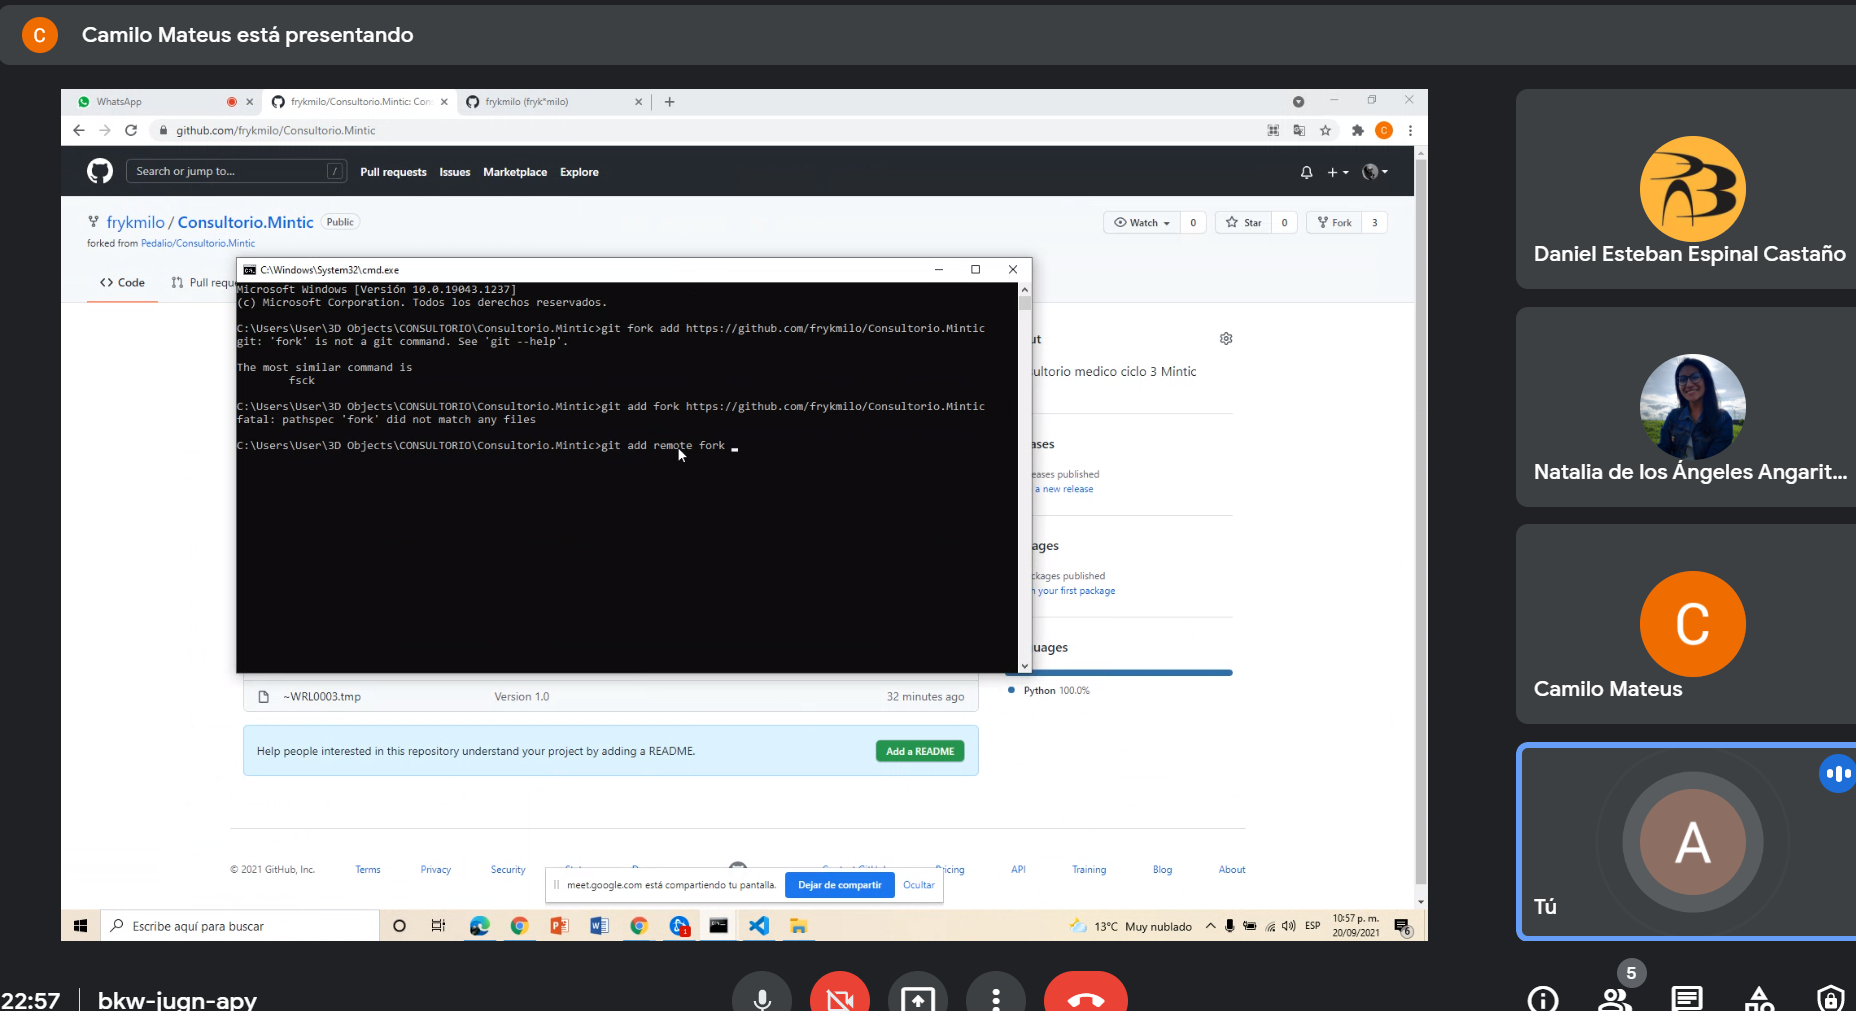 C
Camilo Mateus está presentando
WhatsApp
frykmilo/Consultorio.Mintic: Con
frykmilo (fryk*milo)
github.com/frykmilo/Consultorio.Mintic
C
Search or jump to...
/
Pull requests
Issues
Marketplace
Explore
frykmilo / Consultorio.Mintic
Public
Watch
0
Star
0
Fork
3
forked from Pedalio/Consultorio.Mintic
Code
Pull requ
C:\Windows\System32\cmd.exe
Microsoft Windows [Versión 10.0.19043.1237]
(c) Microsoft Corporation. Todos los derechos reservados.
C:\Users\User\3D Objects\CONSULTORIO\Consultorio.Mintic>git fork add https://github.com/frykmilo/Consultorio.Mintic
git: 'fork' is not a git command. See 'git --help'.
The most similar command is
fsck
C:\Users\User\3D Objects\CONSULTORIO\Consultorio.Mintic>git add fork https://github.com/frykmilo/Consultorio.Mintic
fatal: pathspec 'fork' did not match any files
C:\Users\User\3D Objects\CONSULTORIO\Consultorio.Mintic>git add remote fork
ut
ultorio medico ciclo 3 Mintic
ases
eases published
a new release
ages
ckages published
your first package
uages
Python 100.0%
~WRL0003.tmp
Version 1.0
32 minutes ago
Help people interested in this repository understand your project by adding a README.
Add a README
© 2021 GitHub, Inc.
Terms
Privacy
Security
ricing
API
Training
Blog
About
meet.google.com está compartiendo tu pantalla.
Dejar de compartir
Ocultar
Escribe aquí para buscar
1
13°C Muy nublado
ESP
10:57 p. m.
20/09/2021
6
Daniel Esteban Espinal Castaño
Natalia de los Ángeles Angarit...
C
Camilo Mateus
A
Tú
22:57
bkw-jugn-apy
5